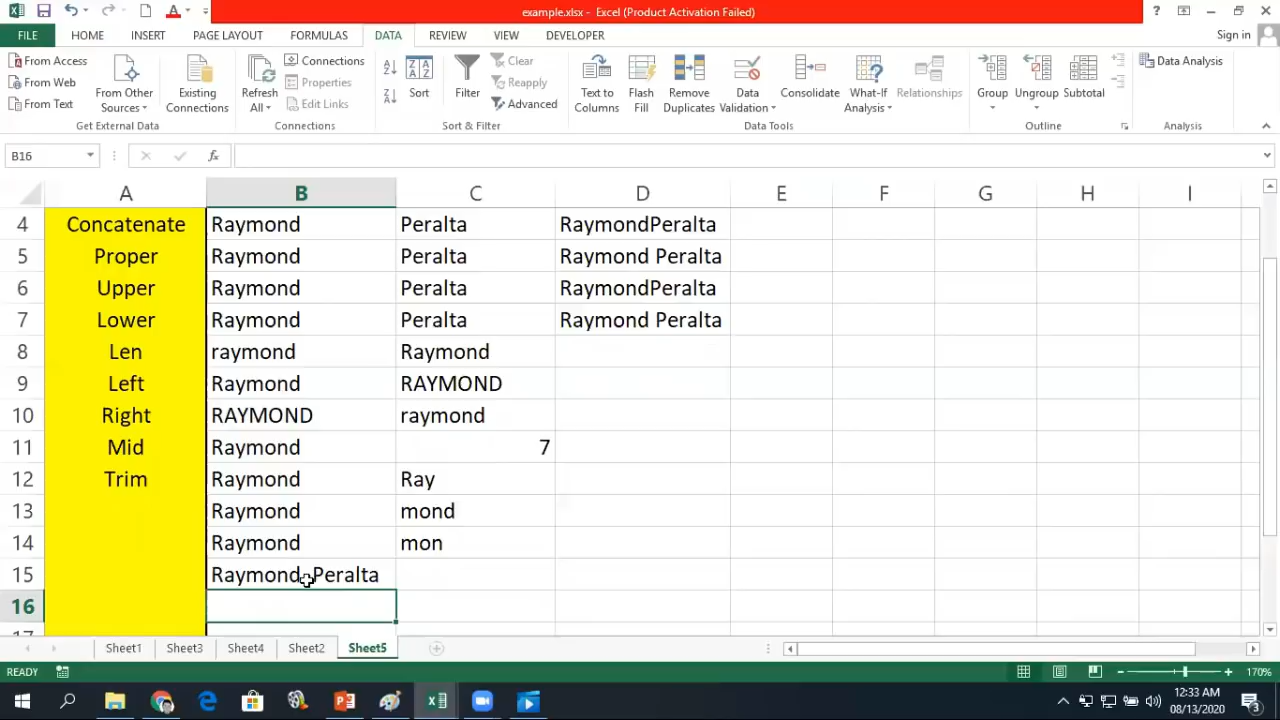 example.xlsx - Excel (Product Activation Failed)
FILE HOME INSERT PAGE LAYOUT FORMULAS DATA REVIEW VIEW DEVELOPER Sign in
From Access
From Web
From Text
From Other Sources
Existing Connections
Get External Data
Refresh All
Connections
Properties
Edit Links
Connections
Sort
Filter
Clear
Reapply
Advanced
Sort & Filter
Text to Columns
Flash Fill
Remove Duplicates
Data Validation
Consolidate
What-If Analysis
Relationships
Data Tools
Group
Ungroup
Subtotal
Outline
Data Analysis
Analysis
B16 fx
A B C D E F G H I
4 Concatenate Raymond Peralta RaymondPeralta
5 Proper Raymond Peralta Raymond Peralta
6 Upper Raymond Peralta RaymondPeralta
7 Lower Raymond Peralta Raymond Peralta
8 Len raymond Raymond
9 Left Raymond RAYMOND
10 Right RAYMOND raymond
11 Mid Raymond 7
12 Trim Raymond Ray
13 Raymond mond
14 Raymond mon
15 Raymond Peralta
16
17
Sheet1 Sheet3 Sheet4 Sheet2 Sheet5
READY 170%
12:33 AM
08/13/2020
3